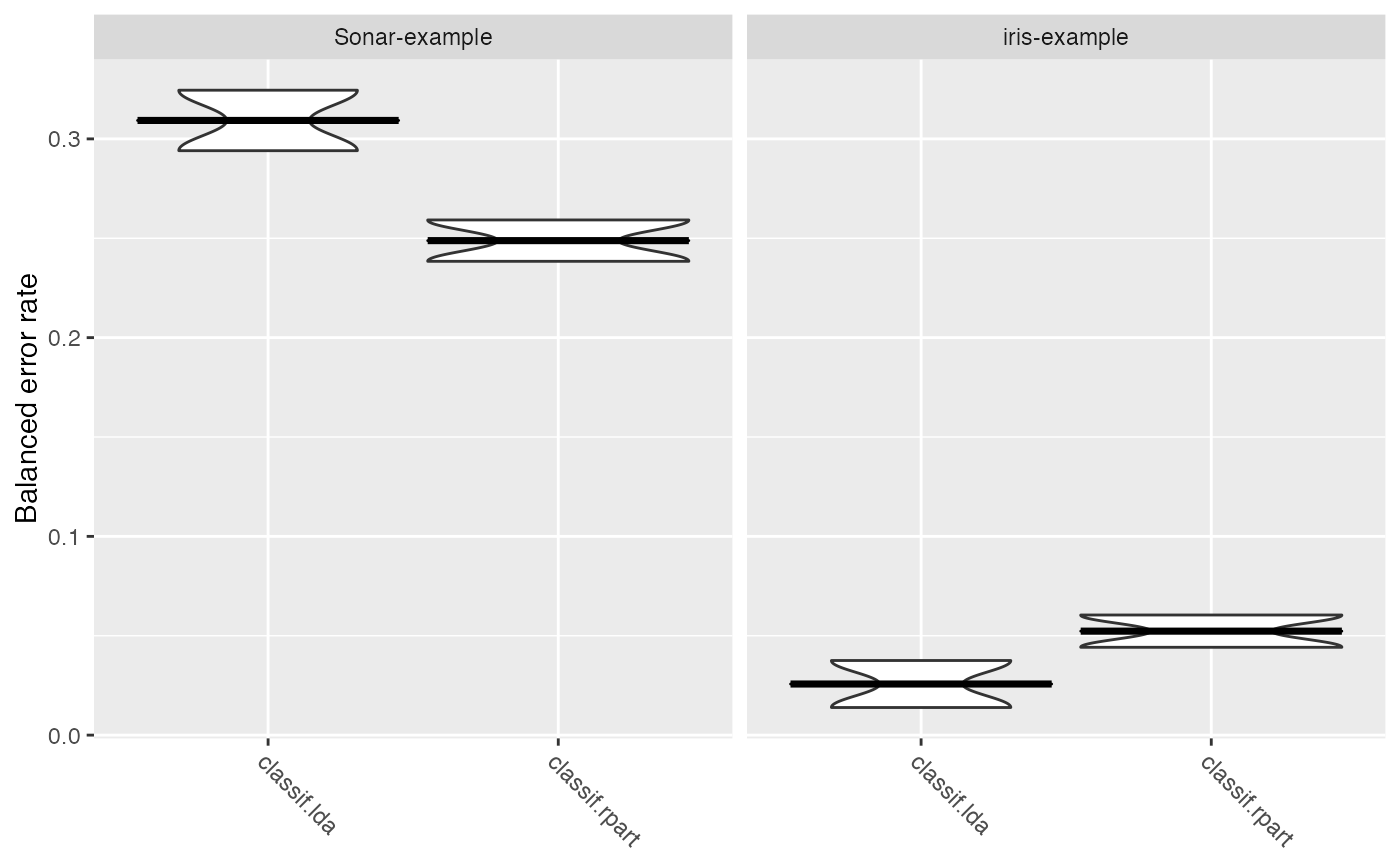 Sonar-example
iris-example
Balanced error rate
0.3
0.2
0.1
0.0
classif.lda
classif.rpart
classif.lda
classif.rpart